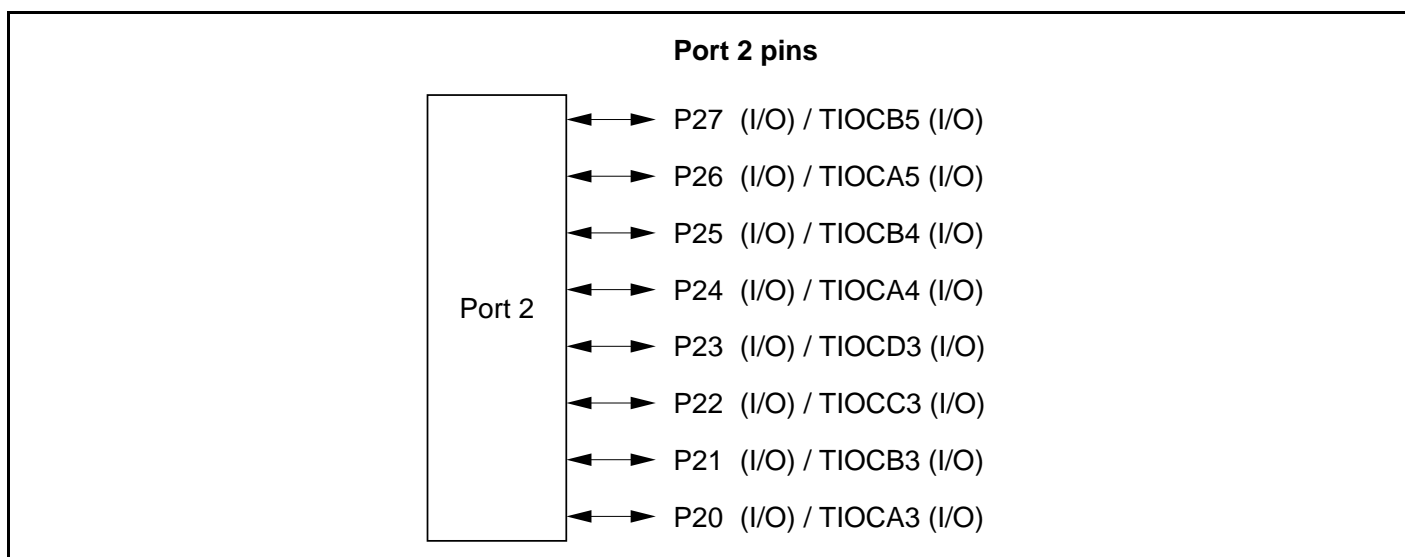 Port 2 pins
P27 (I/O) / TIOCB5 (I/O)
P26 (I/O) / TIOCA5 (I/O)
P25 (I/O) / TIOCB4 (I/O)
P24 (I/O) / TIOCA4 (I/O)
Port 2
P23 (I/O) / TIOCD3 (I/O)
P22 (I/O) / TIOCC3 (I/O)
P21 (I/O) / TIOCB3 (I/O)
P20 (I/O) / TIOCA3 (I/O)